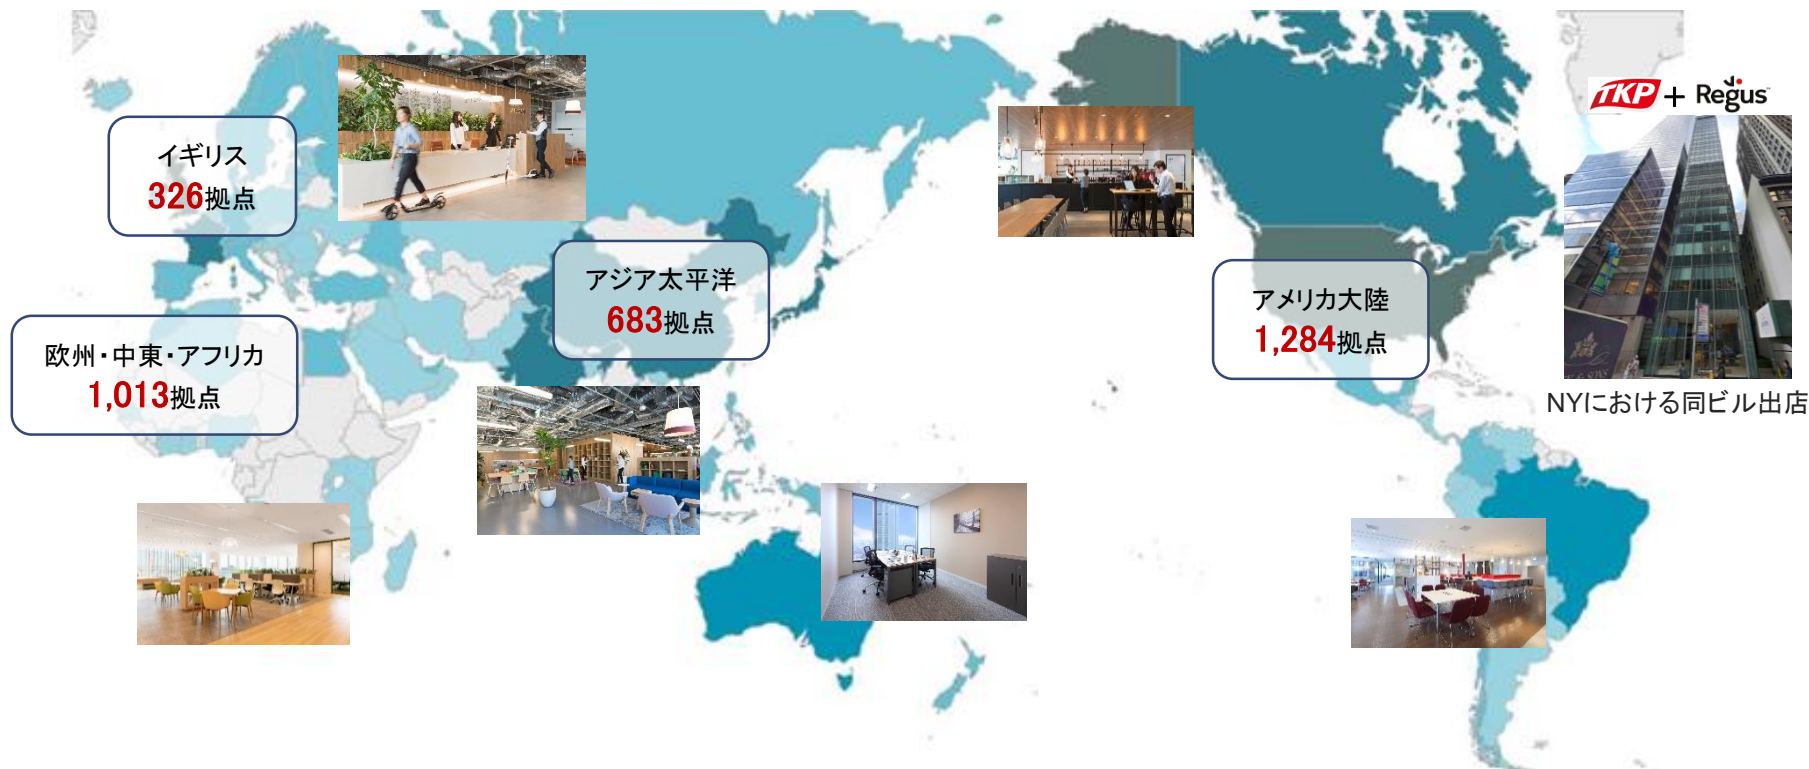 イギリス
326拠点
欧州・中東・アフリカ
1,013拠点
アジア太平洋
683拠点
アメリカ大陸
1,284拠点
TKP + Regus
NYにおける同ビル出店